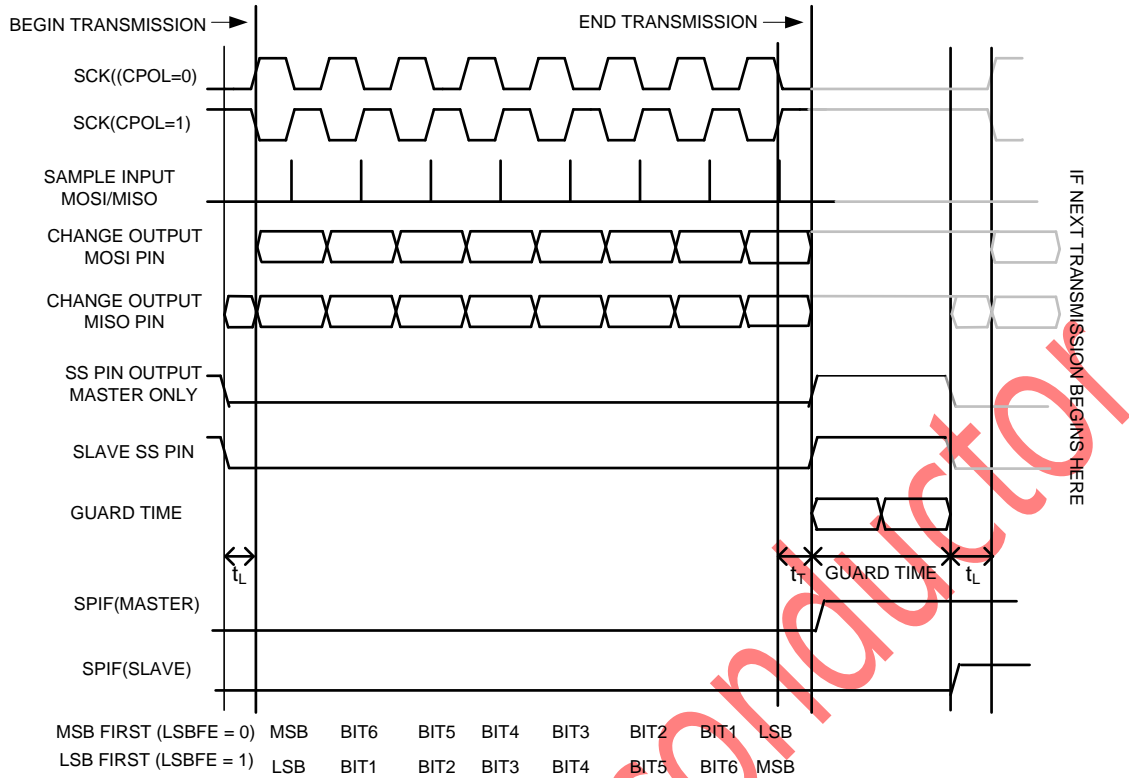 BEGIN TRANSMISSION
END TRANSMISSION
SCK((CPOL=0)
SCK(CPOL=1)
SAMPLE INPUT
MOSI/MISO
CHANGE OUTPUT
MOSI PIN
CHANGE OUTPUT
MISO PIN
SS PIN OUTPUT
MASTER ONLY
SLAVE SS PIN
GUARD TIME
tL
tT
GUARD TIME
tL
SPIF(MASTER)
SPIF(SLAVE)
IF NEXT TRANSMISSION BEGINS HERE
MSB FIRST (LSBFE = 0) MSB BIT6 BIT5 BIT4 BIT3 BIT2 BIT1 LSB
LSB FIRST (LSBFE = 1) LSB BIT1 BIT2 BIT3 BIT4 BIT5 BIT6 MSB
onductor